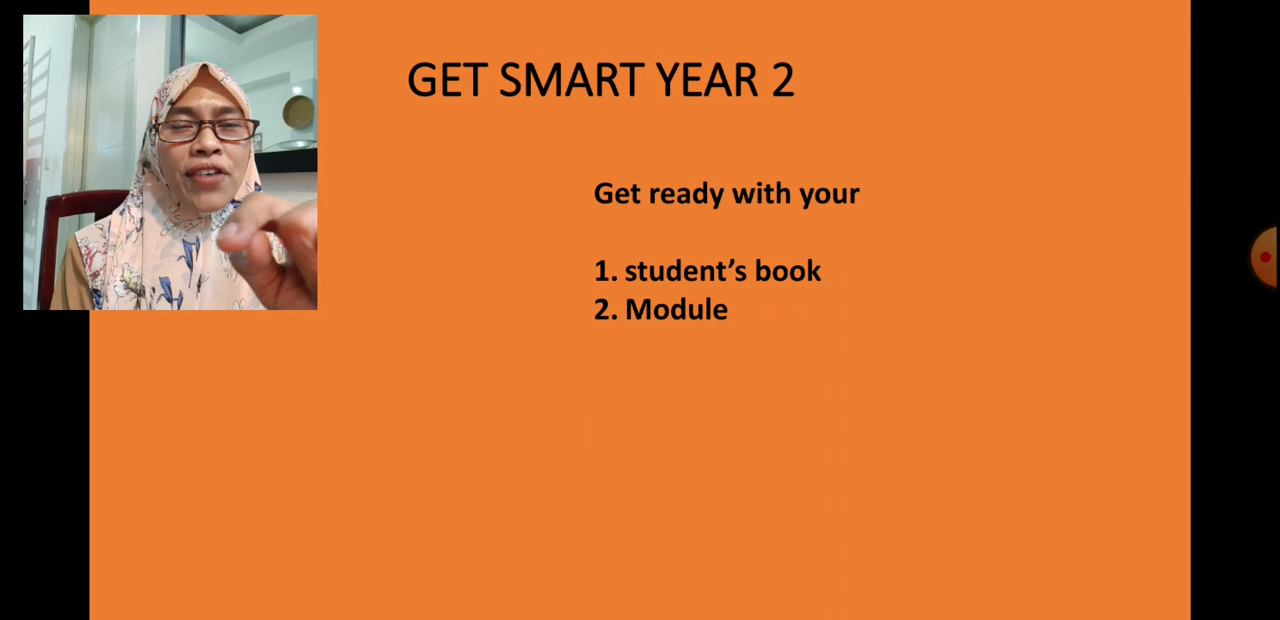 GET SMART YEAR 2
Get ready with your
1. student’s book
2. Module